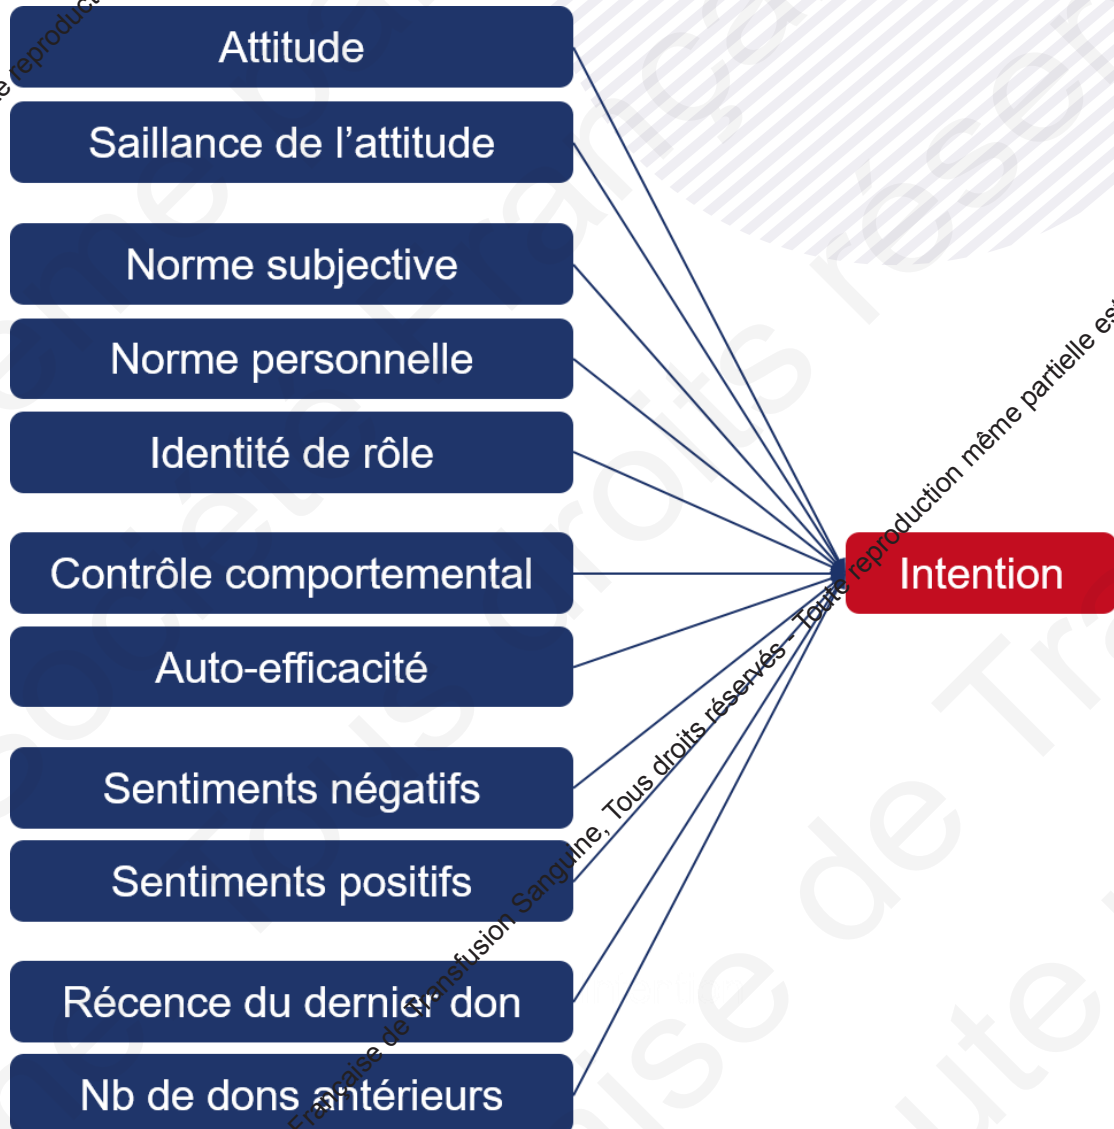 Attitude
Saillance de l'attitude
Norme subjective
Norme personnelle
Identité de rôle
Contrôle comportemental
Intention
Auto-efficacité
Sentiments négatifs
Sentiments positifs
Récence du dernier don
Nb de dons antérieurs
Française de Transfusion Sanguine, Tous droits réservés - Toute reproduction même partielle est